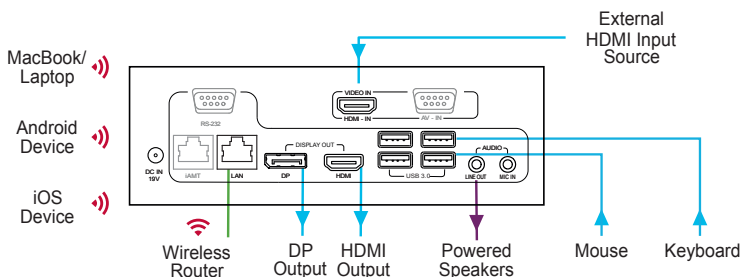 External
HDMI Input
Source
MacBook/
Laptop
Android
Device
iOS
Device
VIDEO IN
HDMI - IN
AV - IN
RS-232
DC IN
19V
IAMT
LAN
DISPLAY OUT
DP
HDMI
USB 3.0
AUDIO
LINE OUT
MIC IN
Wireless
Router
DP
Output
HDMI
Output
Powered
Speakers
Mouse
Keyboard